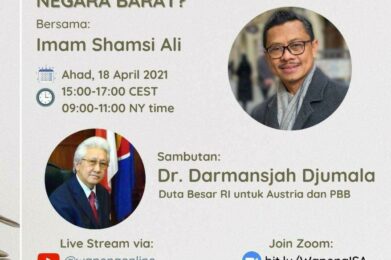 NEGARA BARAT?
Bersama:
Imam Shamsi Ali
Ahad, 18 April 2021
15:00-17:00 CEST
09:00-11:00 NY time
Sambutan:
Dr. Darmansjah Djumala
Duta Besar RI untuk Austria dan PBB
Live Stream via:
Join Zoom: